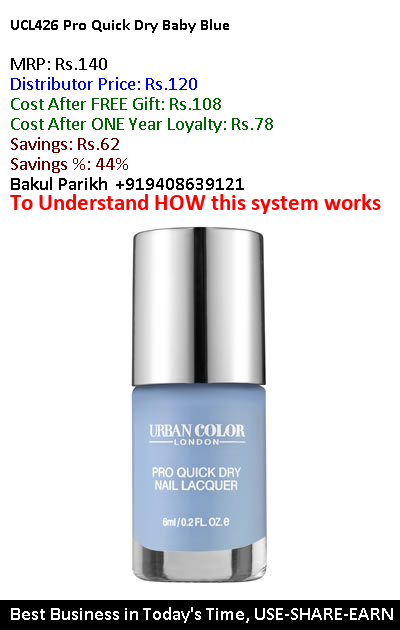 UCL426 Pro Quick Dry Baby Blue
MRP: Rs.140
Distributor Price: Rs.120
Cost After FREE Gift: Rs.108
Cost After ONE Year Loyalty: Rs.78
Savings: Rs.62
Savings %: 44%
Bakul Parikh +919408639121
To Understand HOW this system works
URBAN COLOR
LONDON
PRO QUICK DRY
NAIL LACQUER
6ml/0.2 FL. OZ.e
Best Business in Today's Time, USE-SHARE-EARN